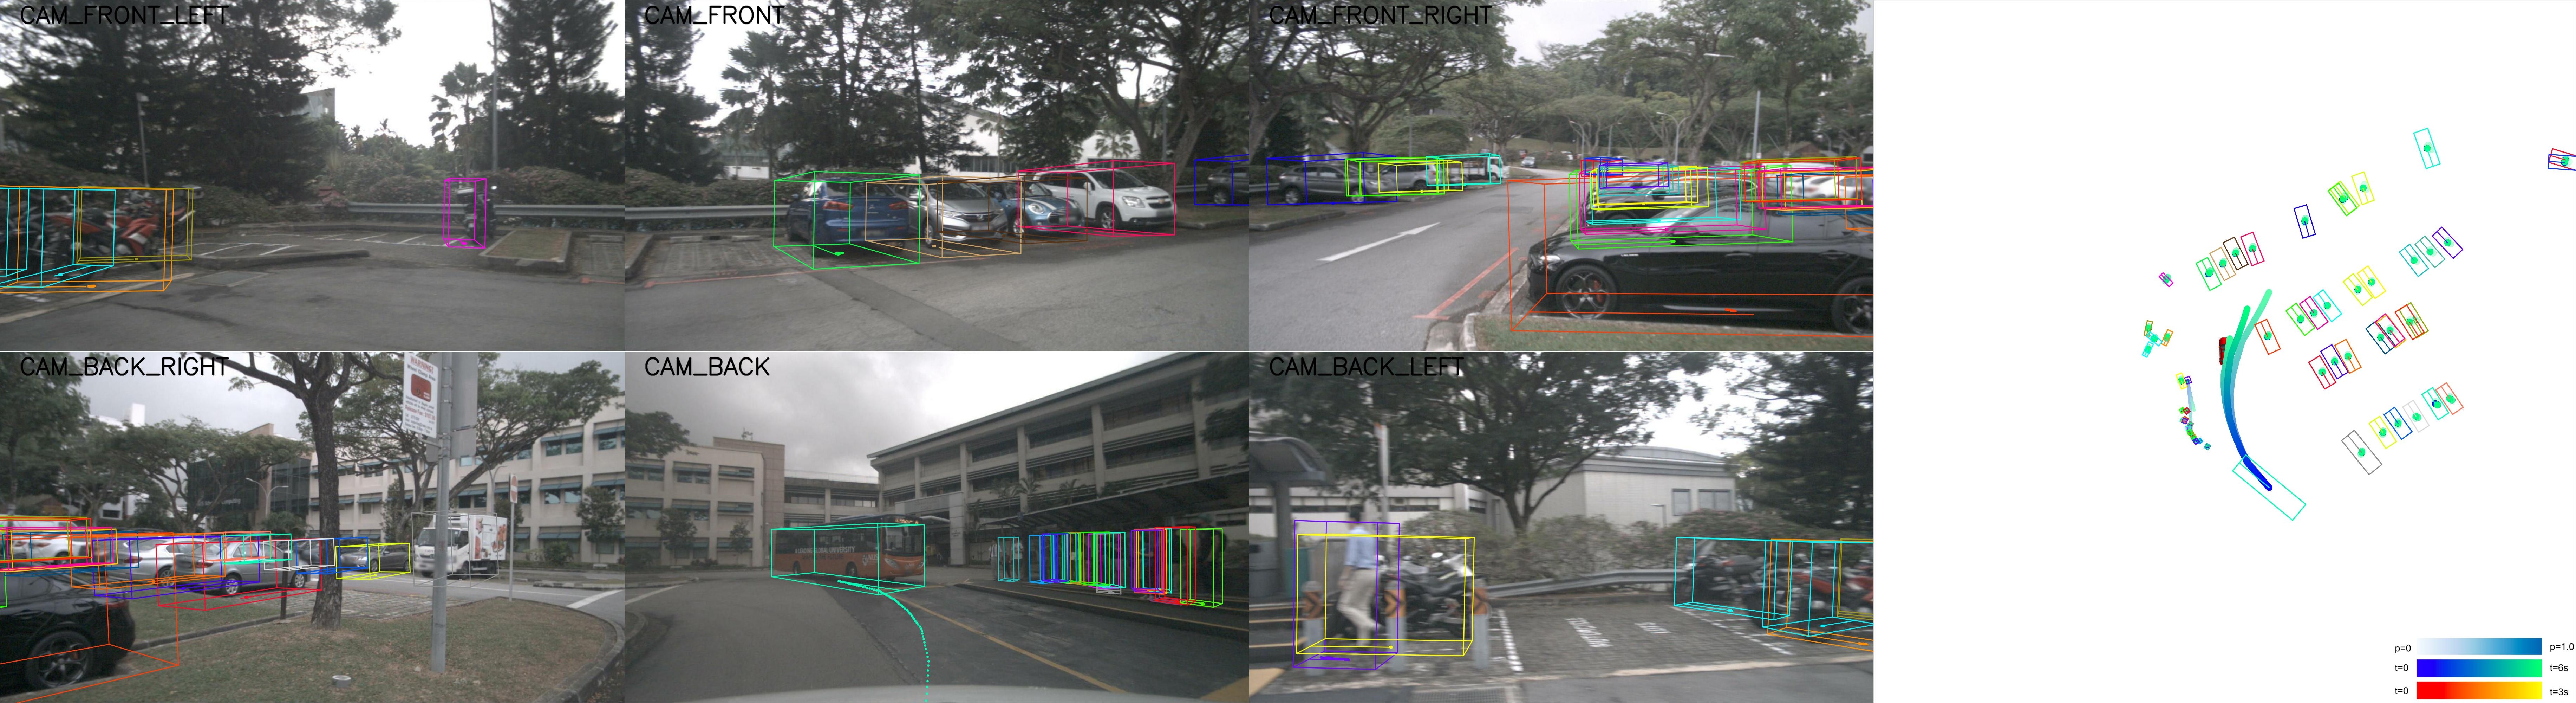 CAM_FRONT_LEFT
CAM_FRONT
CAM_FRONT_RIGHT
CAM_BACK_RIGHT
CAM_BACK
CAM_BACK_LEFT
p=0
p=1.0
t=0
t=6s
t=0
t=3s